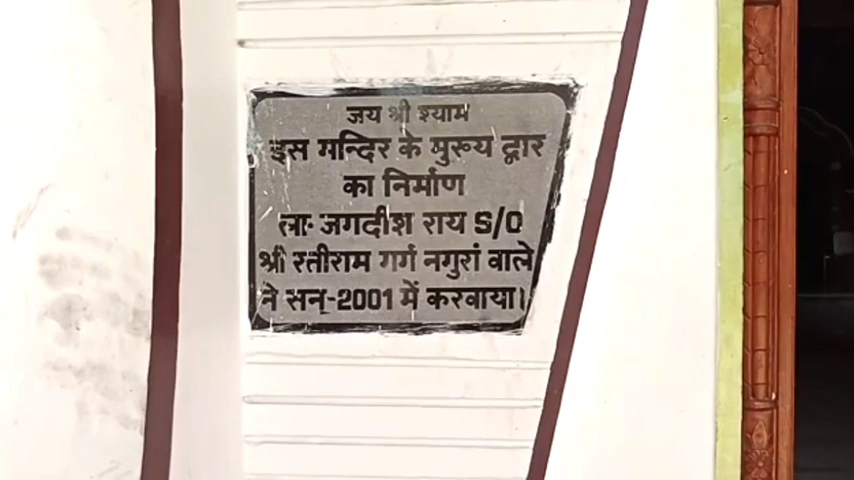 जय श्री श्याम
इस मन्दिर के मुख्य द्वार
का निर्माण
ला॰ जगदीश राय S/O
श्री रतीराम गर्ग नगुरां वाले
ने सन्-2001 में करवाया।